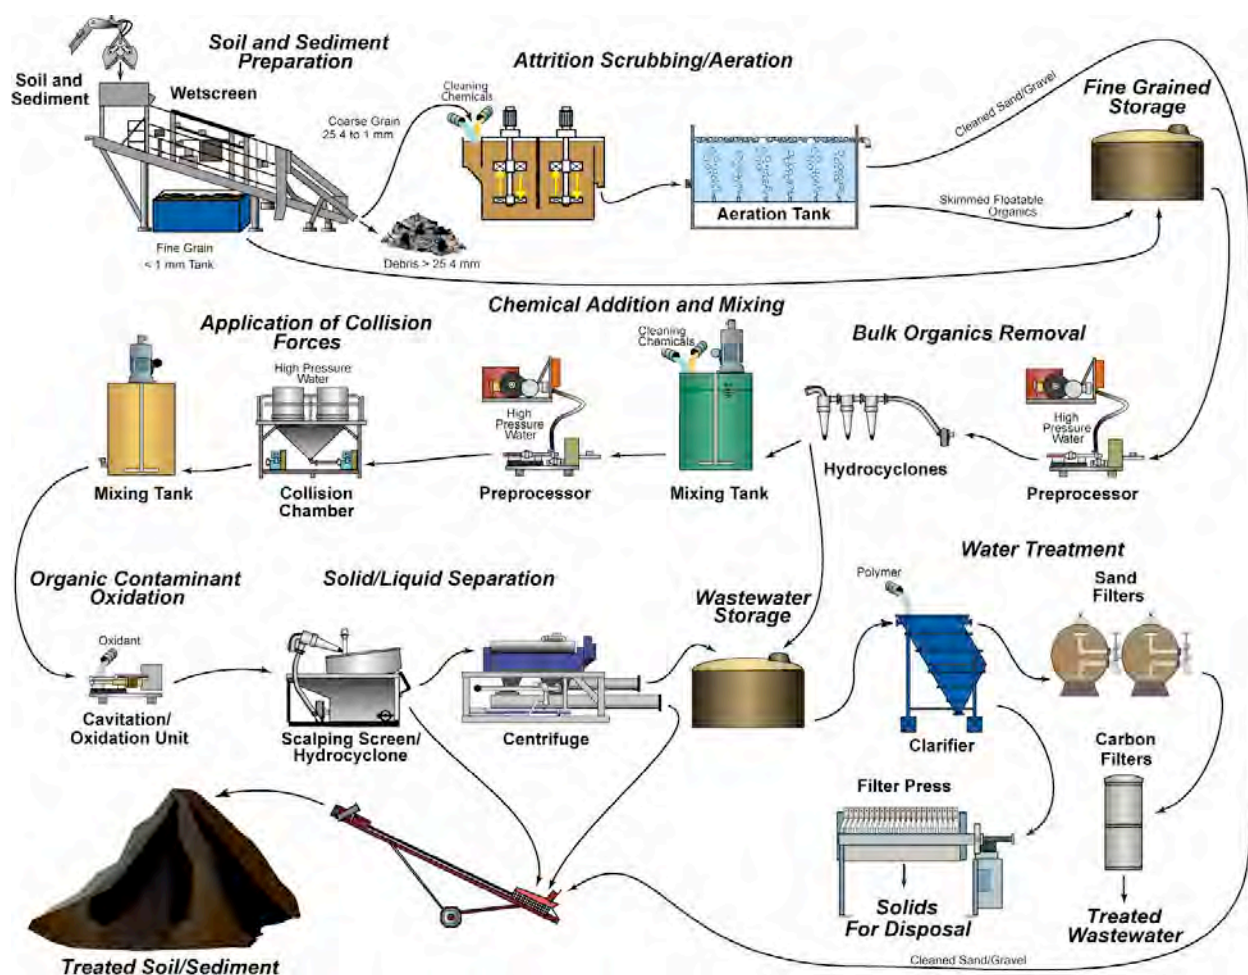 Soil and Sediment
Preparation
Soil and
Sediment
Wetscreen
Coarse Grain
25.4 to 1 mm
Fine Grain
< 1 mm Tank
Debris > 25.4 mm
Attrition Scrubbing/Aeration
Cleaning
Chemicals
Aeration Tank
Cleaned Sand/Gravel
Skimmed Floatable
Organics
Fine Grained
Storage
Application of Collision
Forces
High Pressure
Water
Mixing Tank
Collision
Chamber
Chemical Addition and Mixing
Cleaning
Chemicals
High
Pressure
Water
Preprocessor
Mixing Tank
Bulk Organics Removal
Hydrocyclones
High
Pressure
Water
Preprocessor
Organic Contaminant
Oxidation
Oxidant
Cavitation/
Oxidation Unit
Solid/Liquid Separation
Scalping Screen/
Hydrocyclone
Centrifuge
Wastewater
Storage
Water Treatment
Polymer
Clarifier
Sand
Filters
Carbon
Filters
Filter Press
Solids
For Disposal
Treated
Wastewater
Cleaned Sand/Gravel
Treated Soil/Sediment